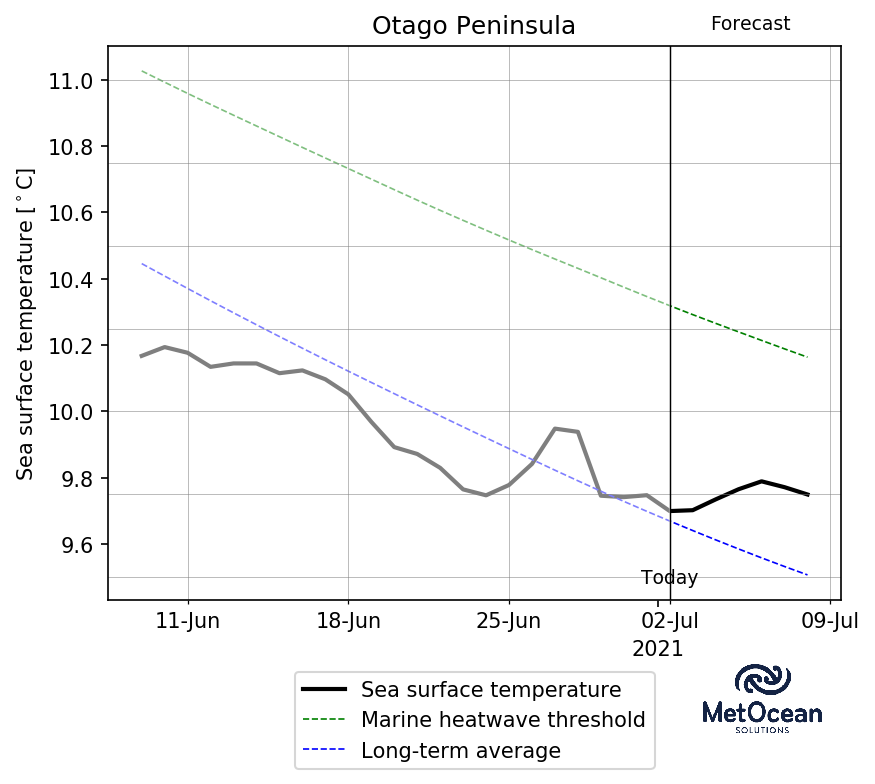 Otago Peninsula
Forecast
Sea surface temperature [°C]
11.0
10.8
10.6
10.4
10.2
10.0
9.8
9.6
Today
11-Jun
18-Jun
25-Jun
02-Jul
09-Jul
2021
Sea surface temperature
Marine heatwave threshold
Long-term average
MetOcean
SOLUTIONS